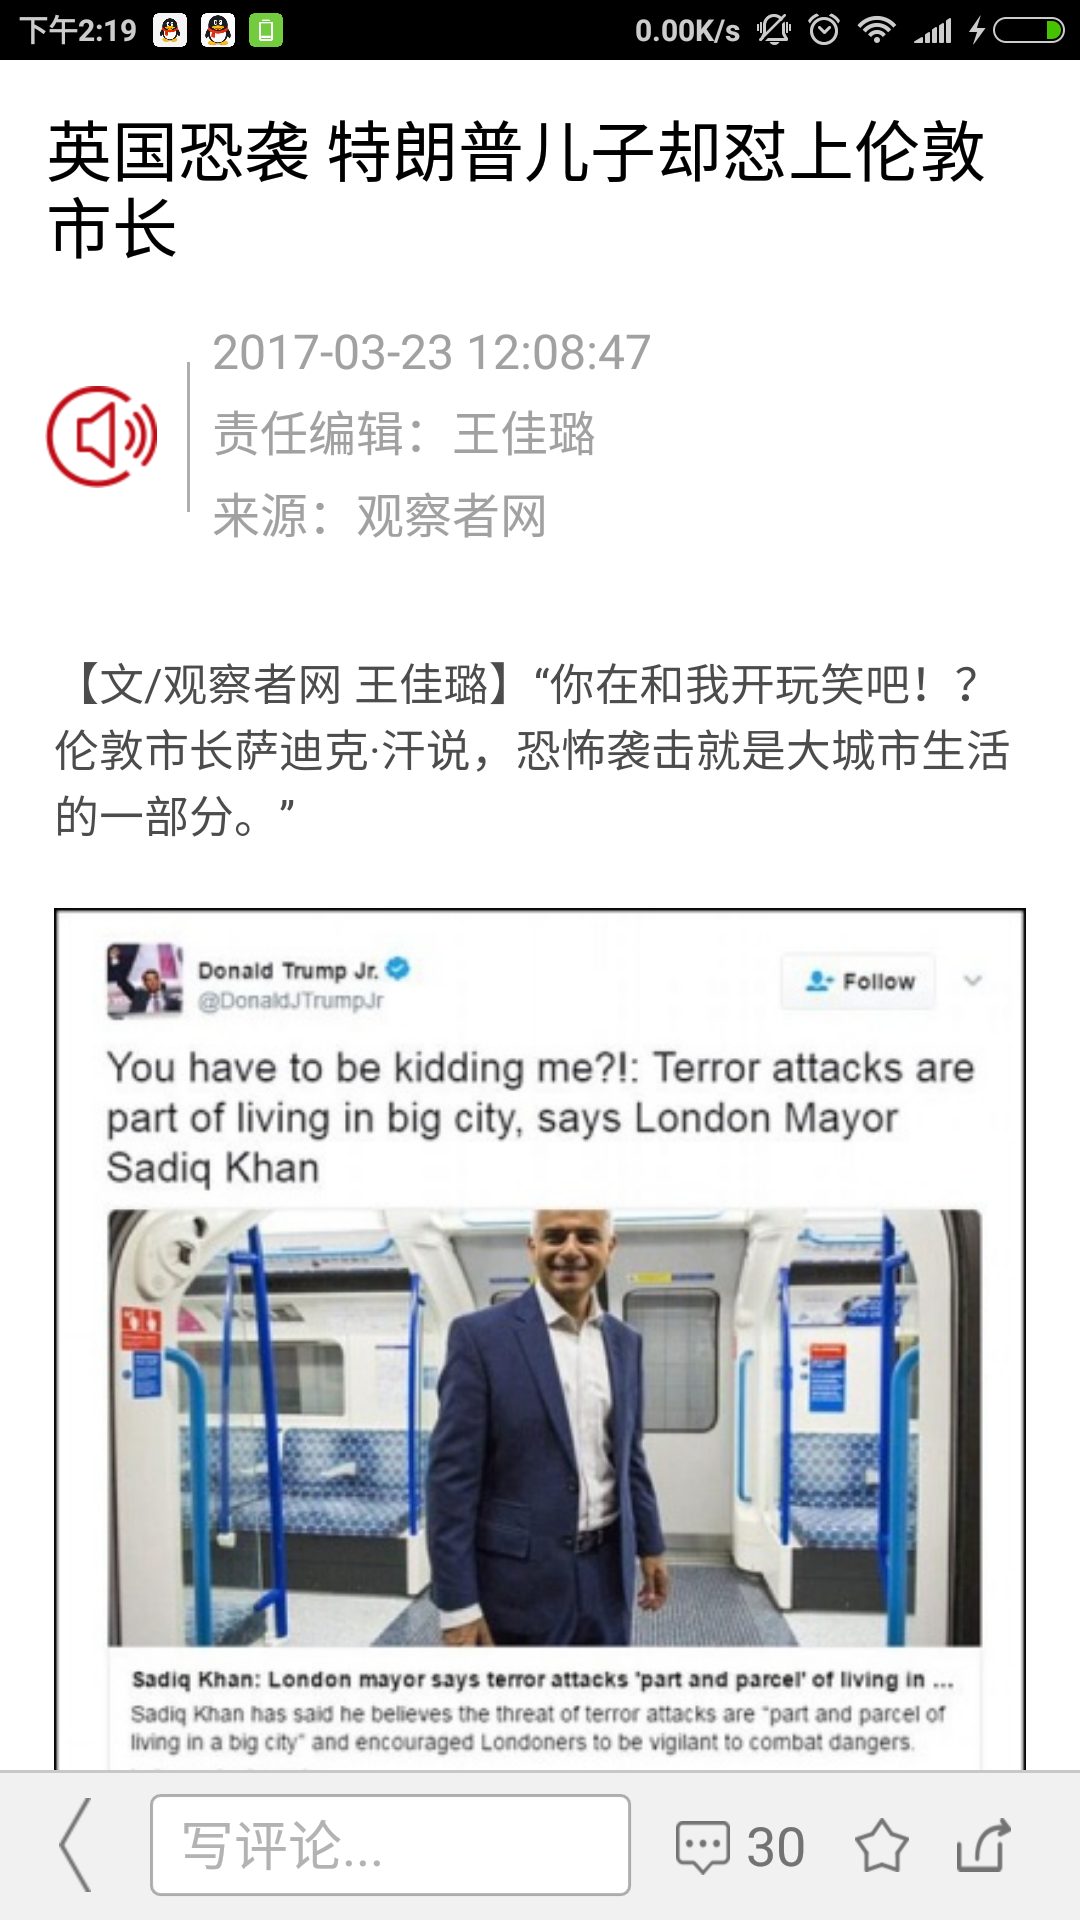 下午2:19
0.00K/s
英国恐袭 特朗普儿子却怼上伦敦
市长
2017-03-23 12:08:47
责任编辑：王佳璐
来源：观察者网
【文/观察者网 王佳璐】“你在和我开玩笑吧！？
伦敦市长萨迪克·汗说，恐怖袭击就是大城市生活
的一部分。”
Donald Trump Jr.
@DonaldJTrumpJr
Follow
You have to be kidding me?!: Terror attacks are
part of living in big city, says London Mayor
Sadiq Khan
Sadiq Khan: London mayor says terror attacks 'part and parcel' of living in ...
Sadiq Khan has said he believes the threat of terror attacks are "part and parcel of
living in a big city" and encouraged Londoners to be vigilant to combat dangers.
写评论...
30